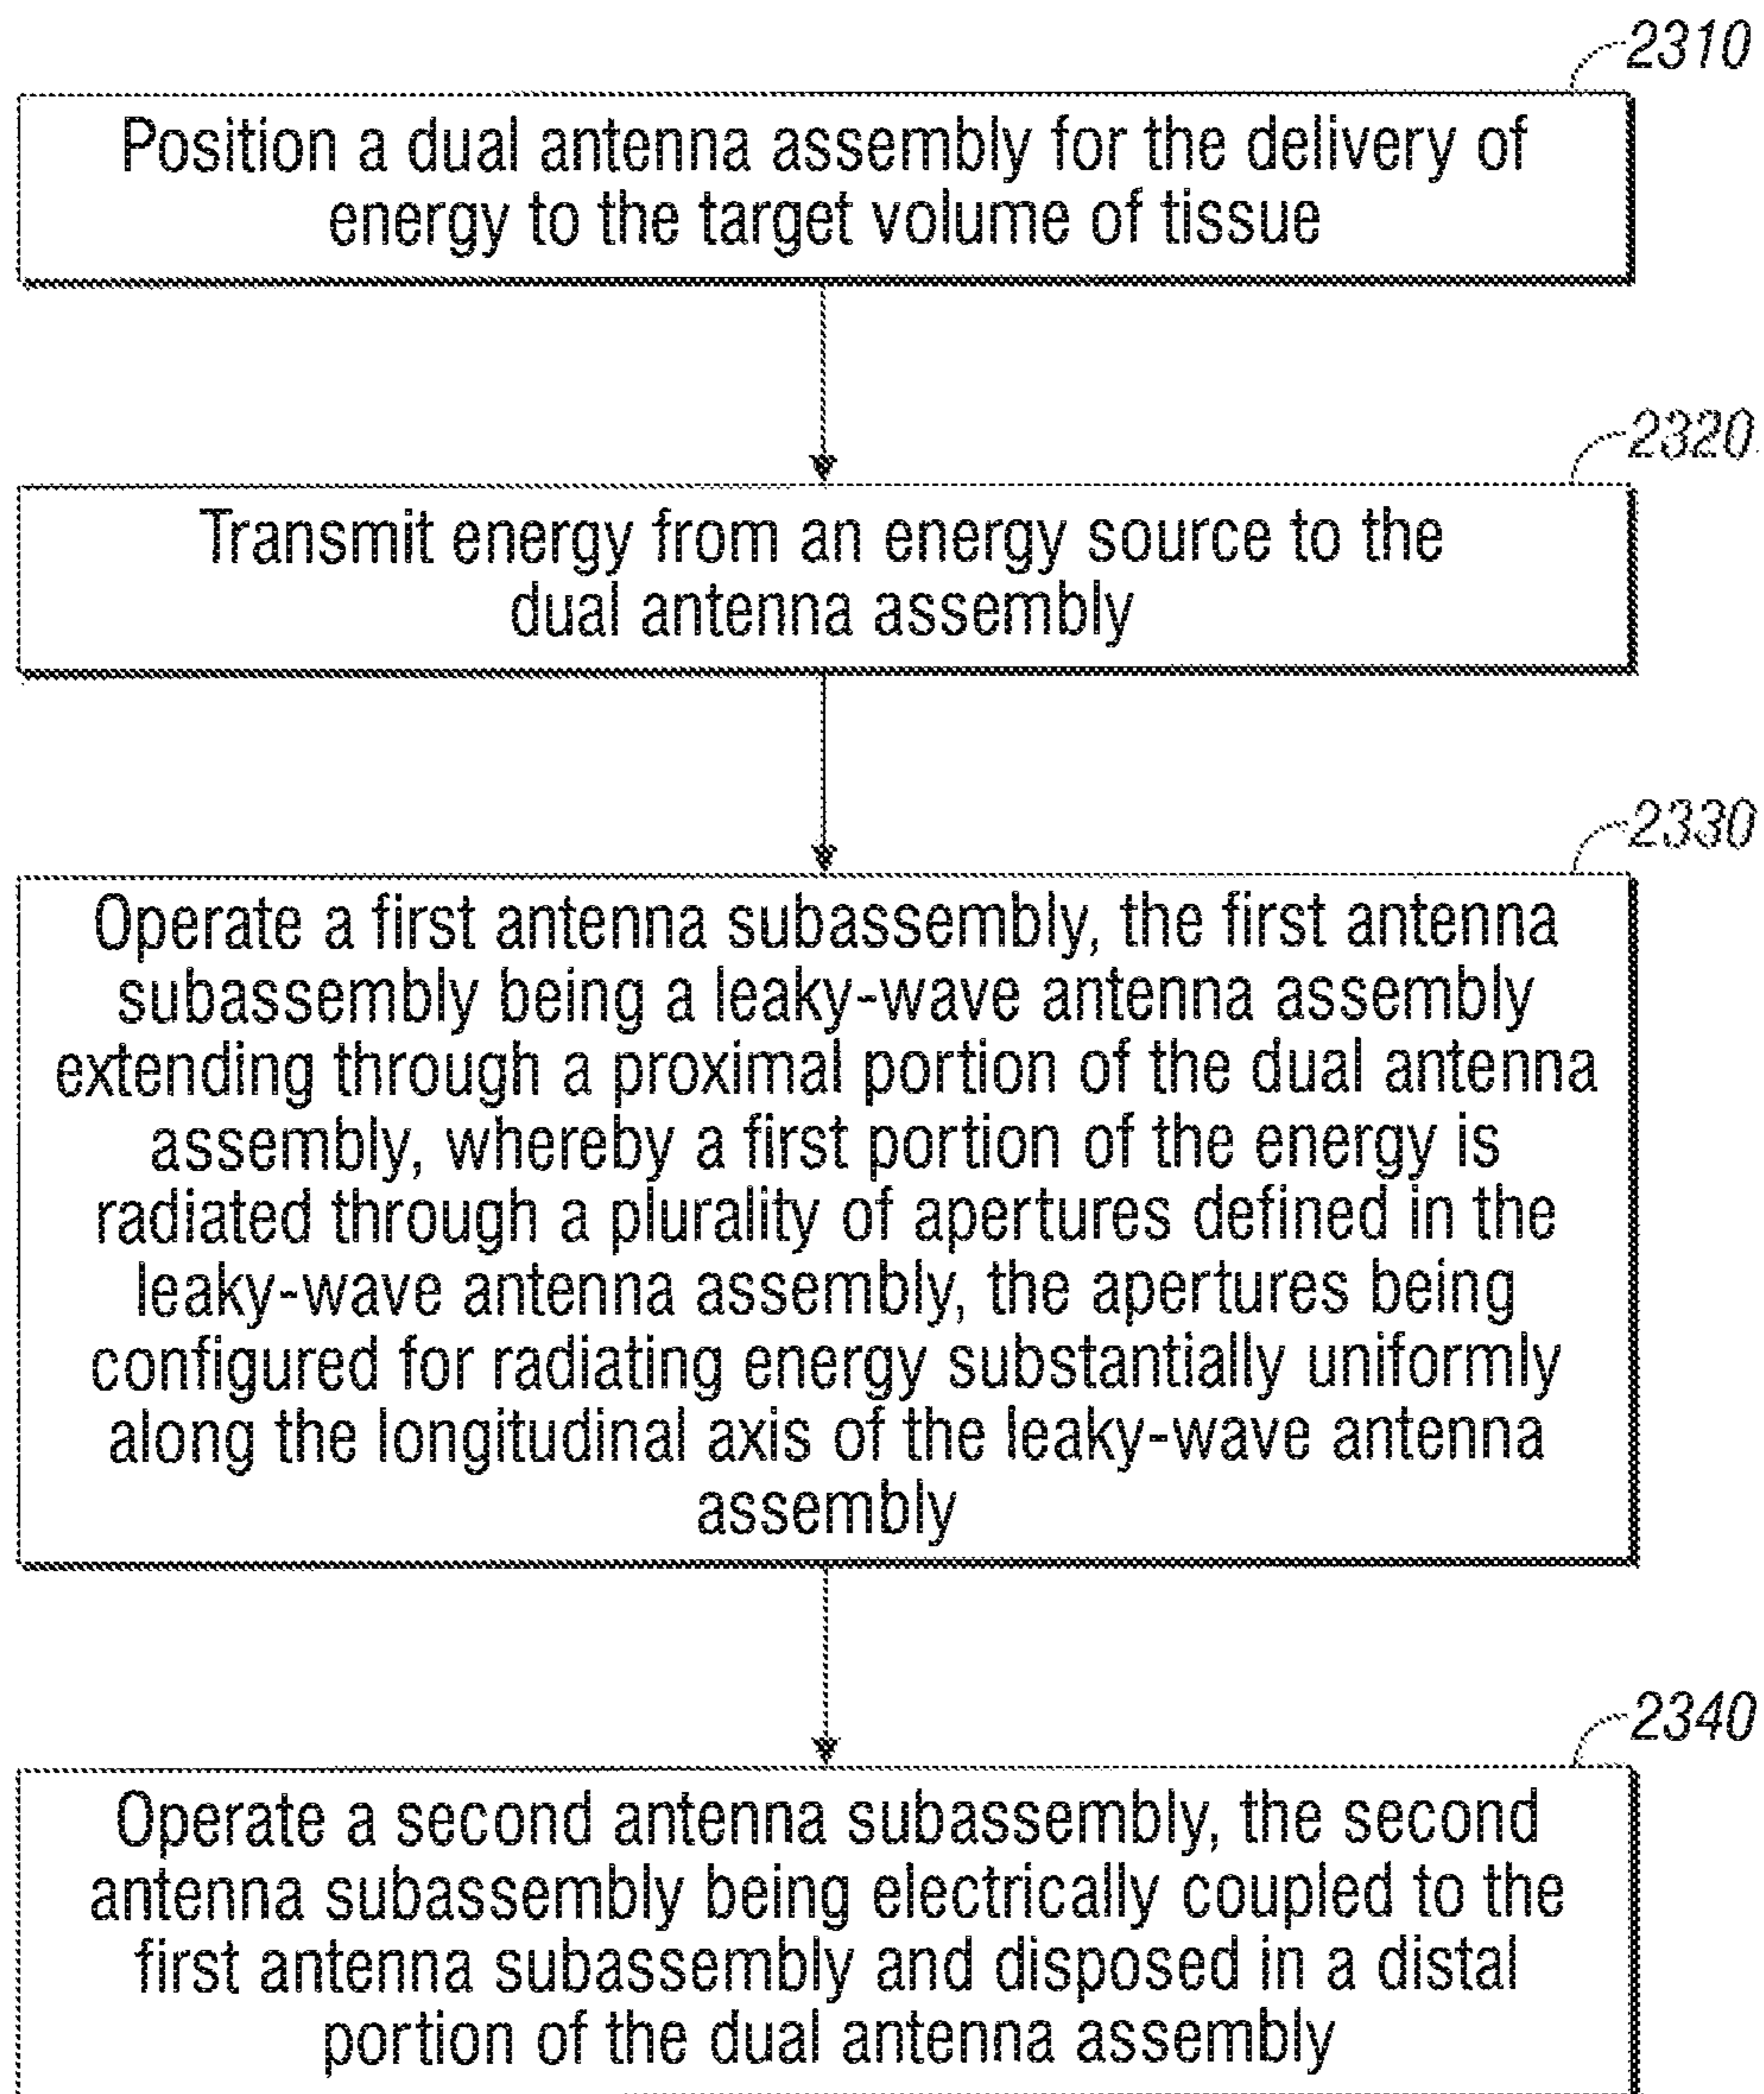 2310
Position a dual antenna assembly for the delivery of
energy to the target volume of tissue
2320
Transmit energy from an energy source to the
dual antenna assembly
2330
Operate a first antenna subassembly, the first antenna
subassembly being a leaky-wave antenna assembly
extending through a proximal portion of the dual antenna
assembly, whereby a first portion of the energy is
radiated through a plurality of apertures defined in the
leaky-wave antenna assembly, the apertures being
configured for radiating energy substantially uniformly
along the longitudinal axis of the leaky-wave antenna
assembly
2340
Operate a second antenna subassembly, the second
antenna subassembly being electrically coupled to the
first antenna subassembly and disposed in a distal
portion of the dual antenna assembly